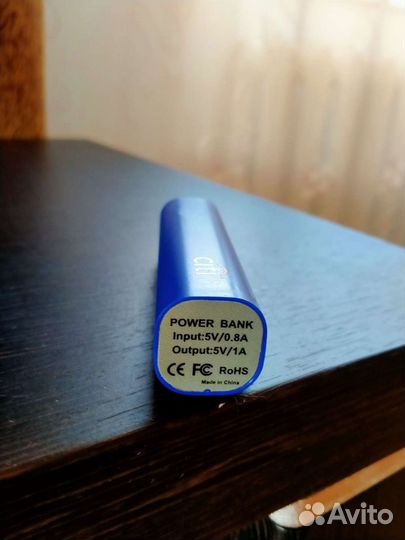 POWER BANK
Input:5V/0.8A
Output:5V/1A
CE FC RoHS
Made in China
Avito